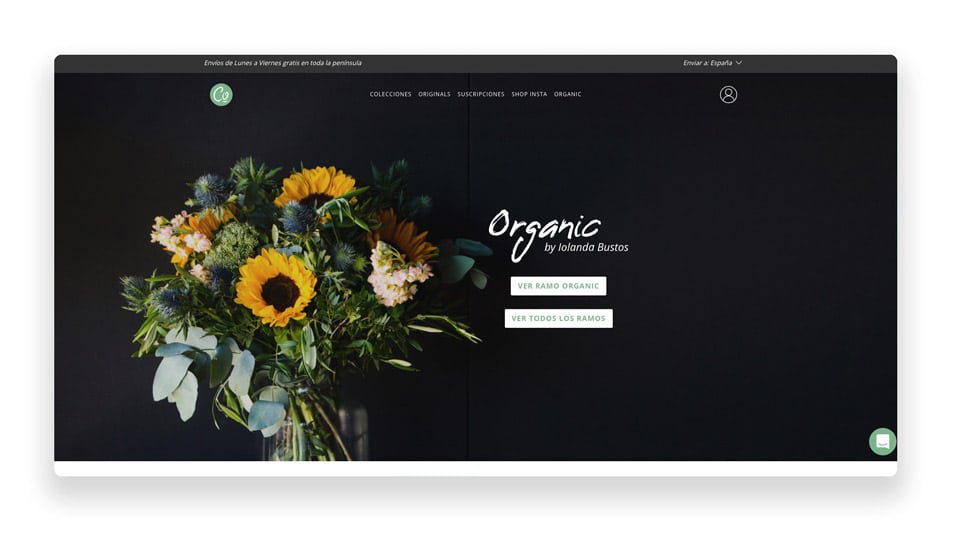 Envíos de Lunes a Viernes gratis en toda la península
Enviar a: España
Co
COLECCIONES ORIGINALS SUSCRIPCIONES SHOP INSTA ORGANIC
Organic
by Iolanda Bustos
VER RAMO ORGANIC
VER TODOS LOS RAMOS